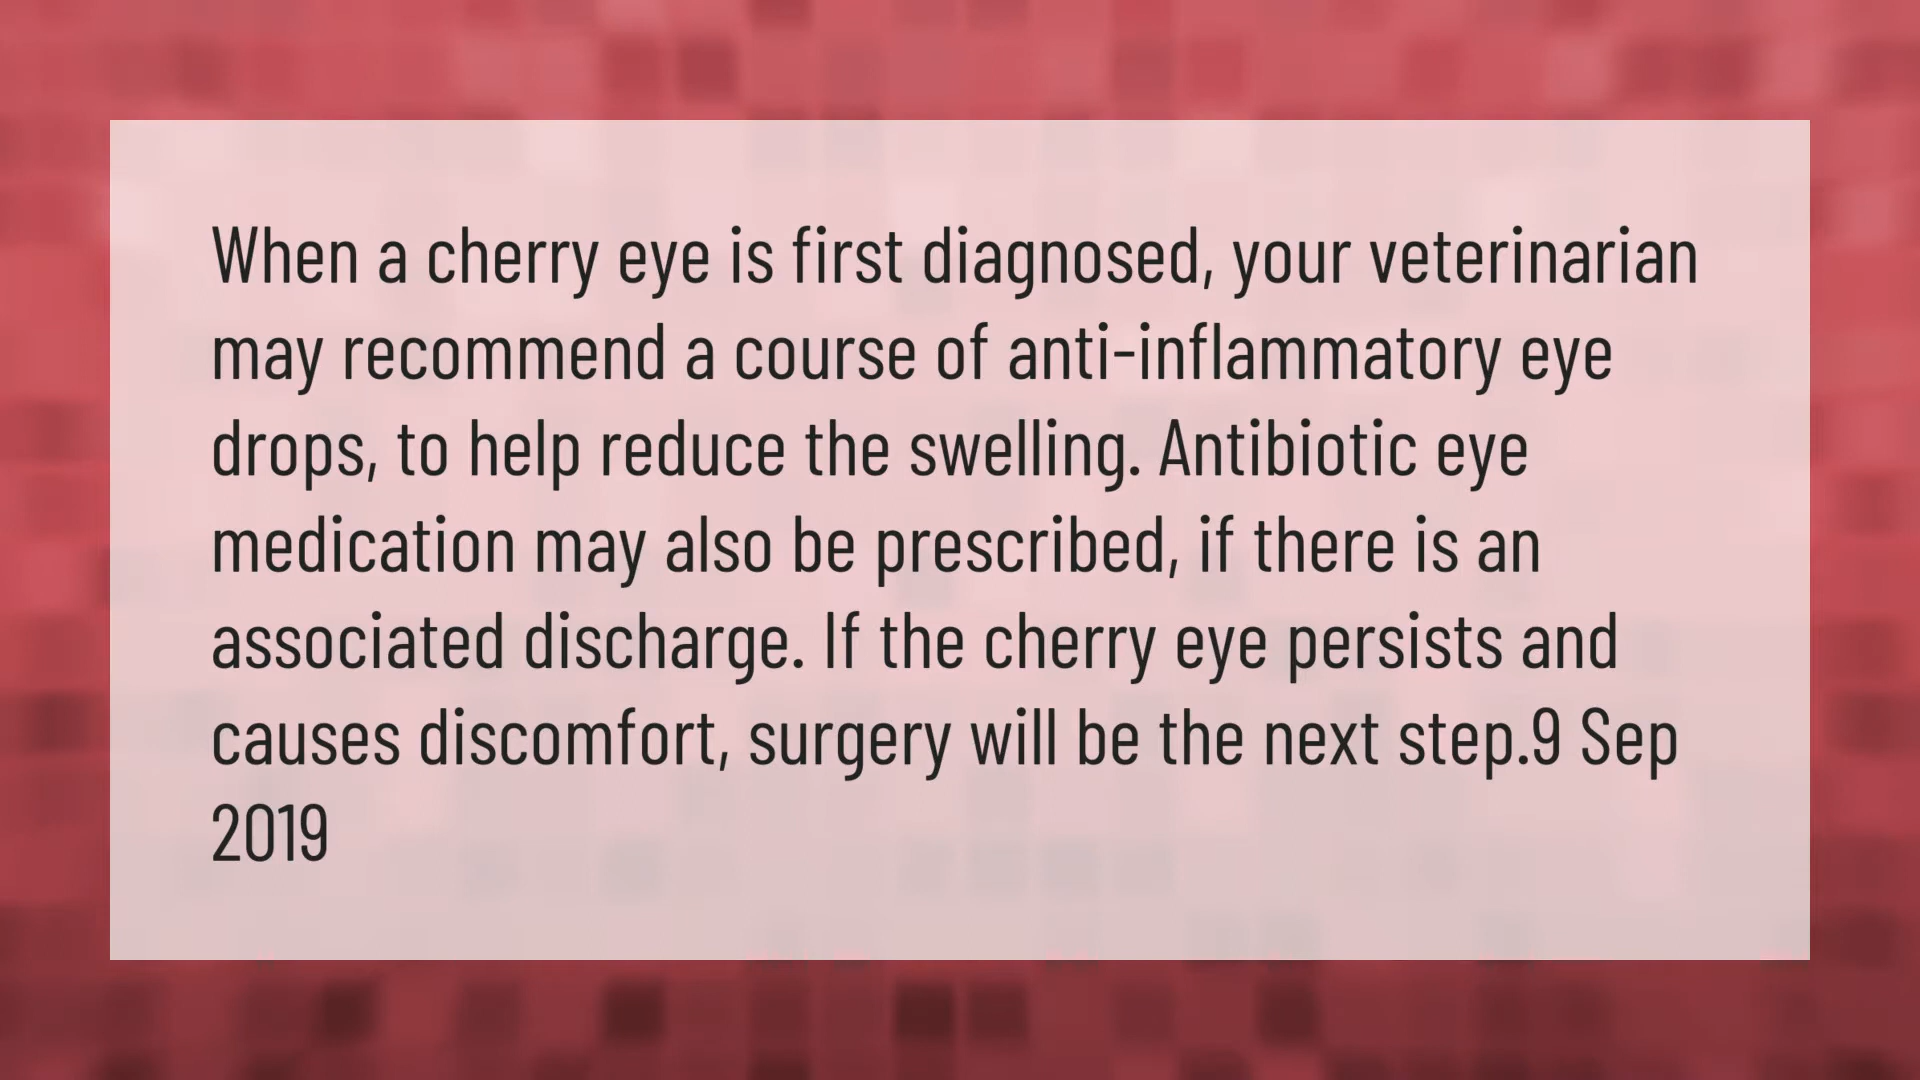 When a cherry eye is first diagnosed, your veterinarian
may recommend a course of anti-inflammatory eye
drops, to help reduce the swelling. Antibiotic eye
medication may also be prescribed, if there is an
associated discharge. If the cherry eye persists and
causes discomfort, surgery will be the next step.9 Sep
2019